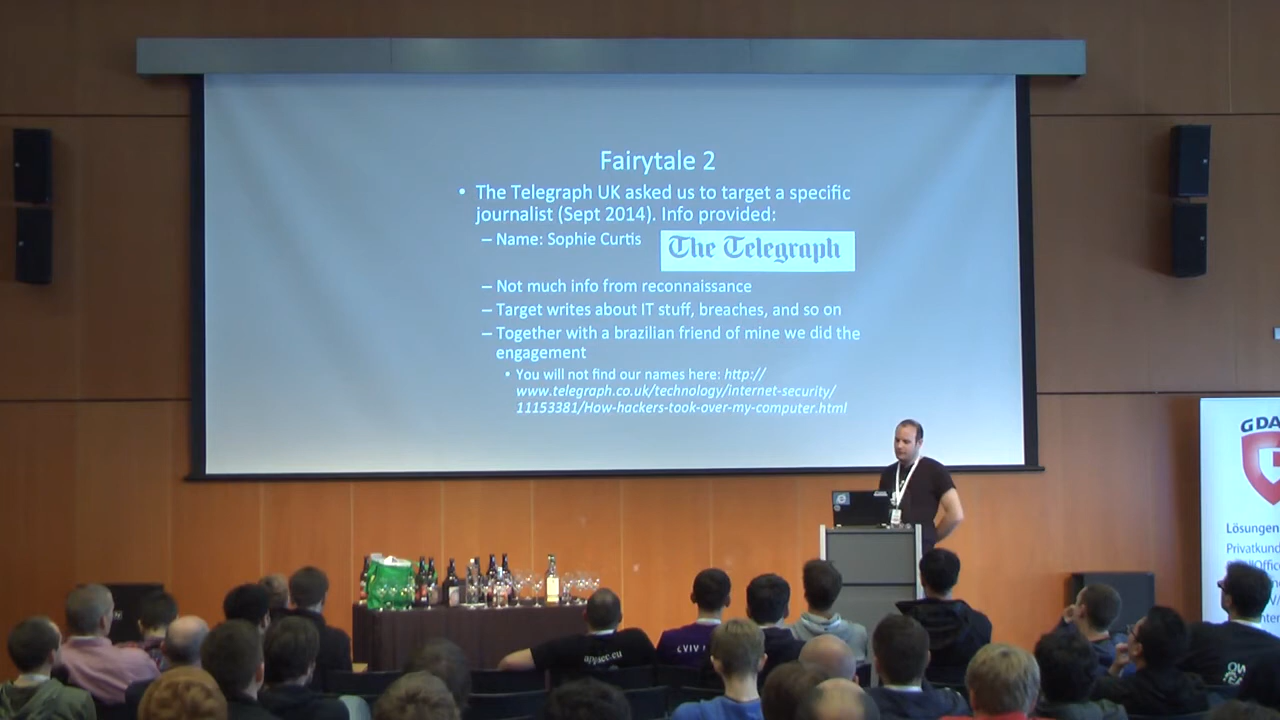 Fairytale 2
• The Telegraph UK asked us to target a specific
journalist (Sept 2014). Info provided:
– Name: Sophie Curtis
The Telegraph
– Not much info from reconnaissance
– Target writes about IT stuff, breaches, and so on
– Together with a brazilian friend of mine we did the
engagement
• You will not find our names here: http://
www.telegraph.co.uk/technology/internet-security/
11153381/How-hackers-took-over-my-computer.html
G DA
Lösungen
Privatkund
appsec.eu